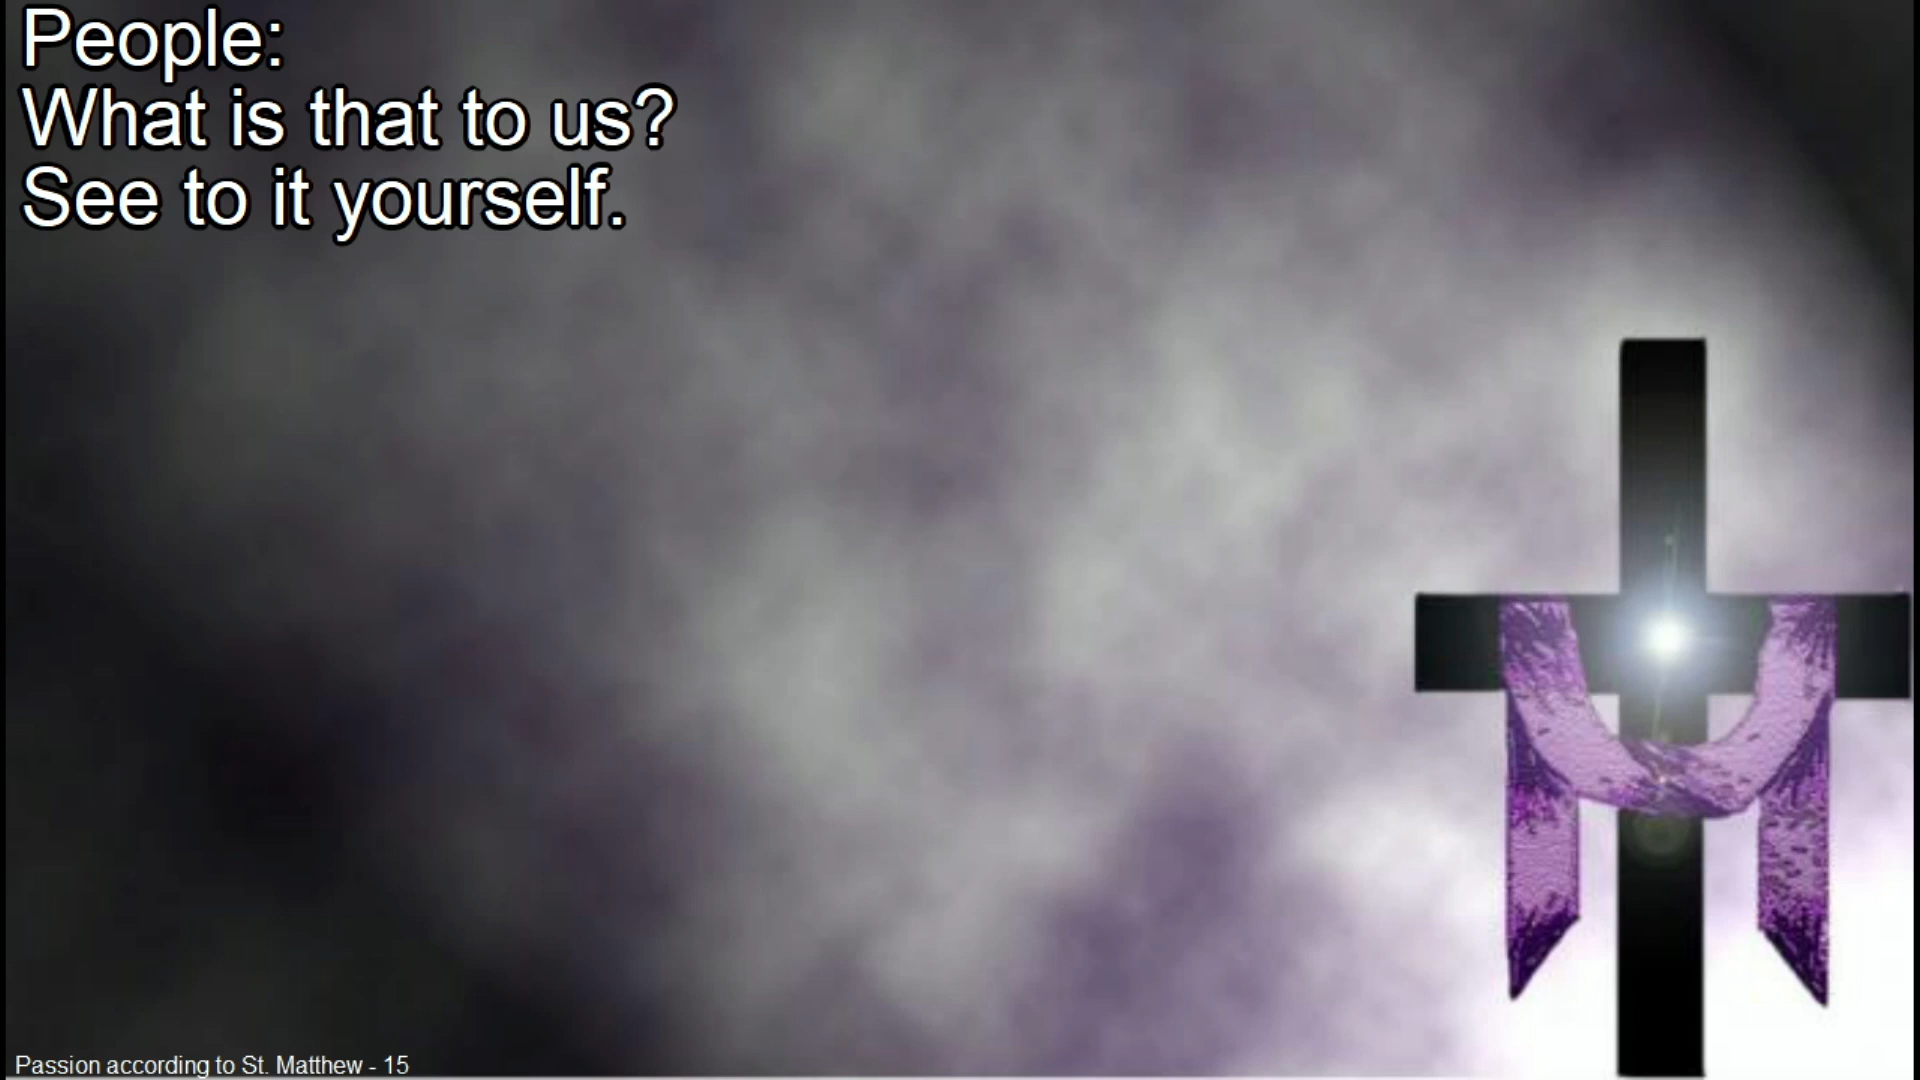 People:
What is that to us?
See to it yourself.
Passion according to St. Matthew - 15